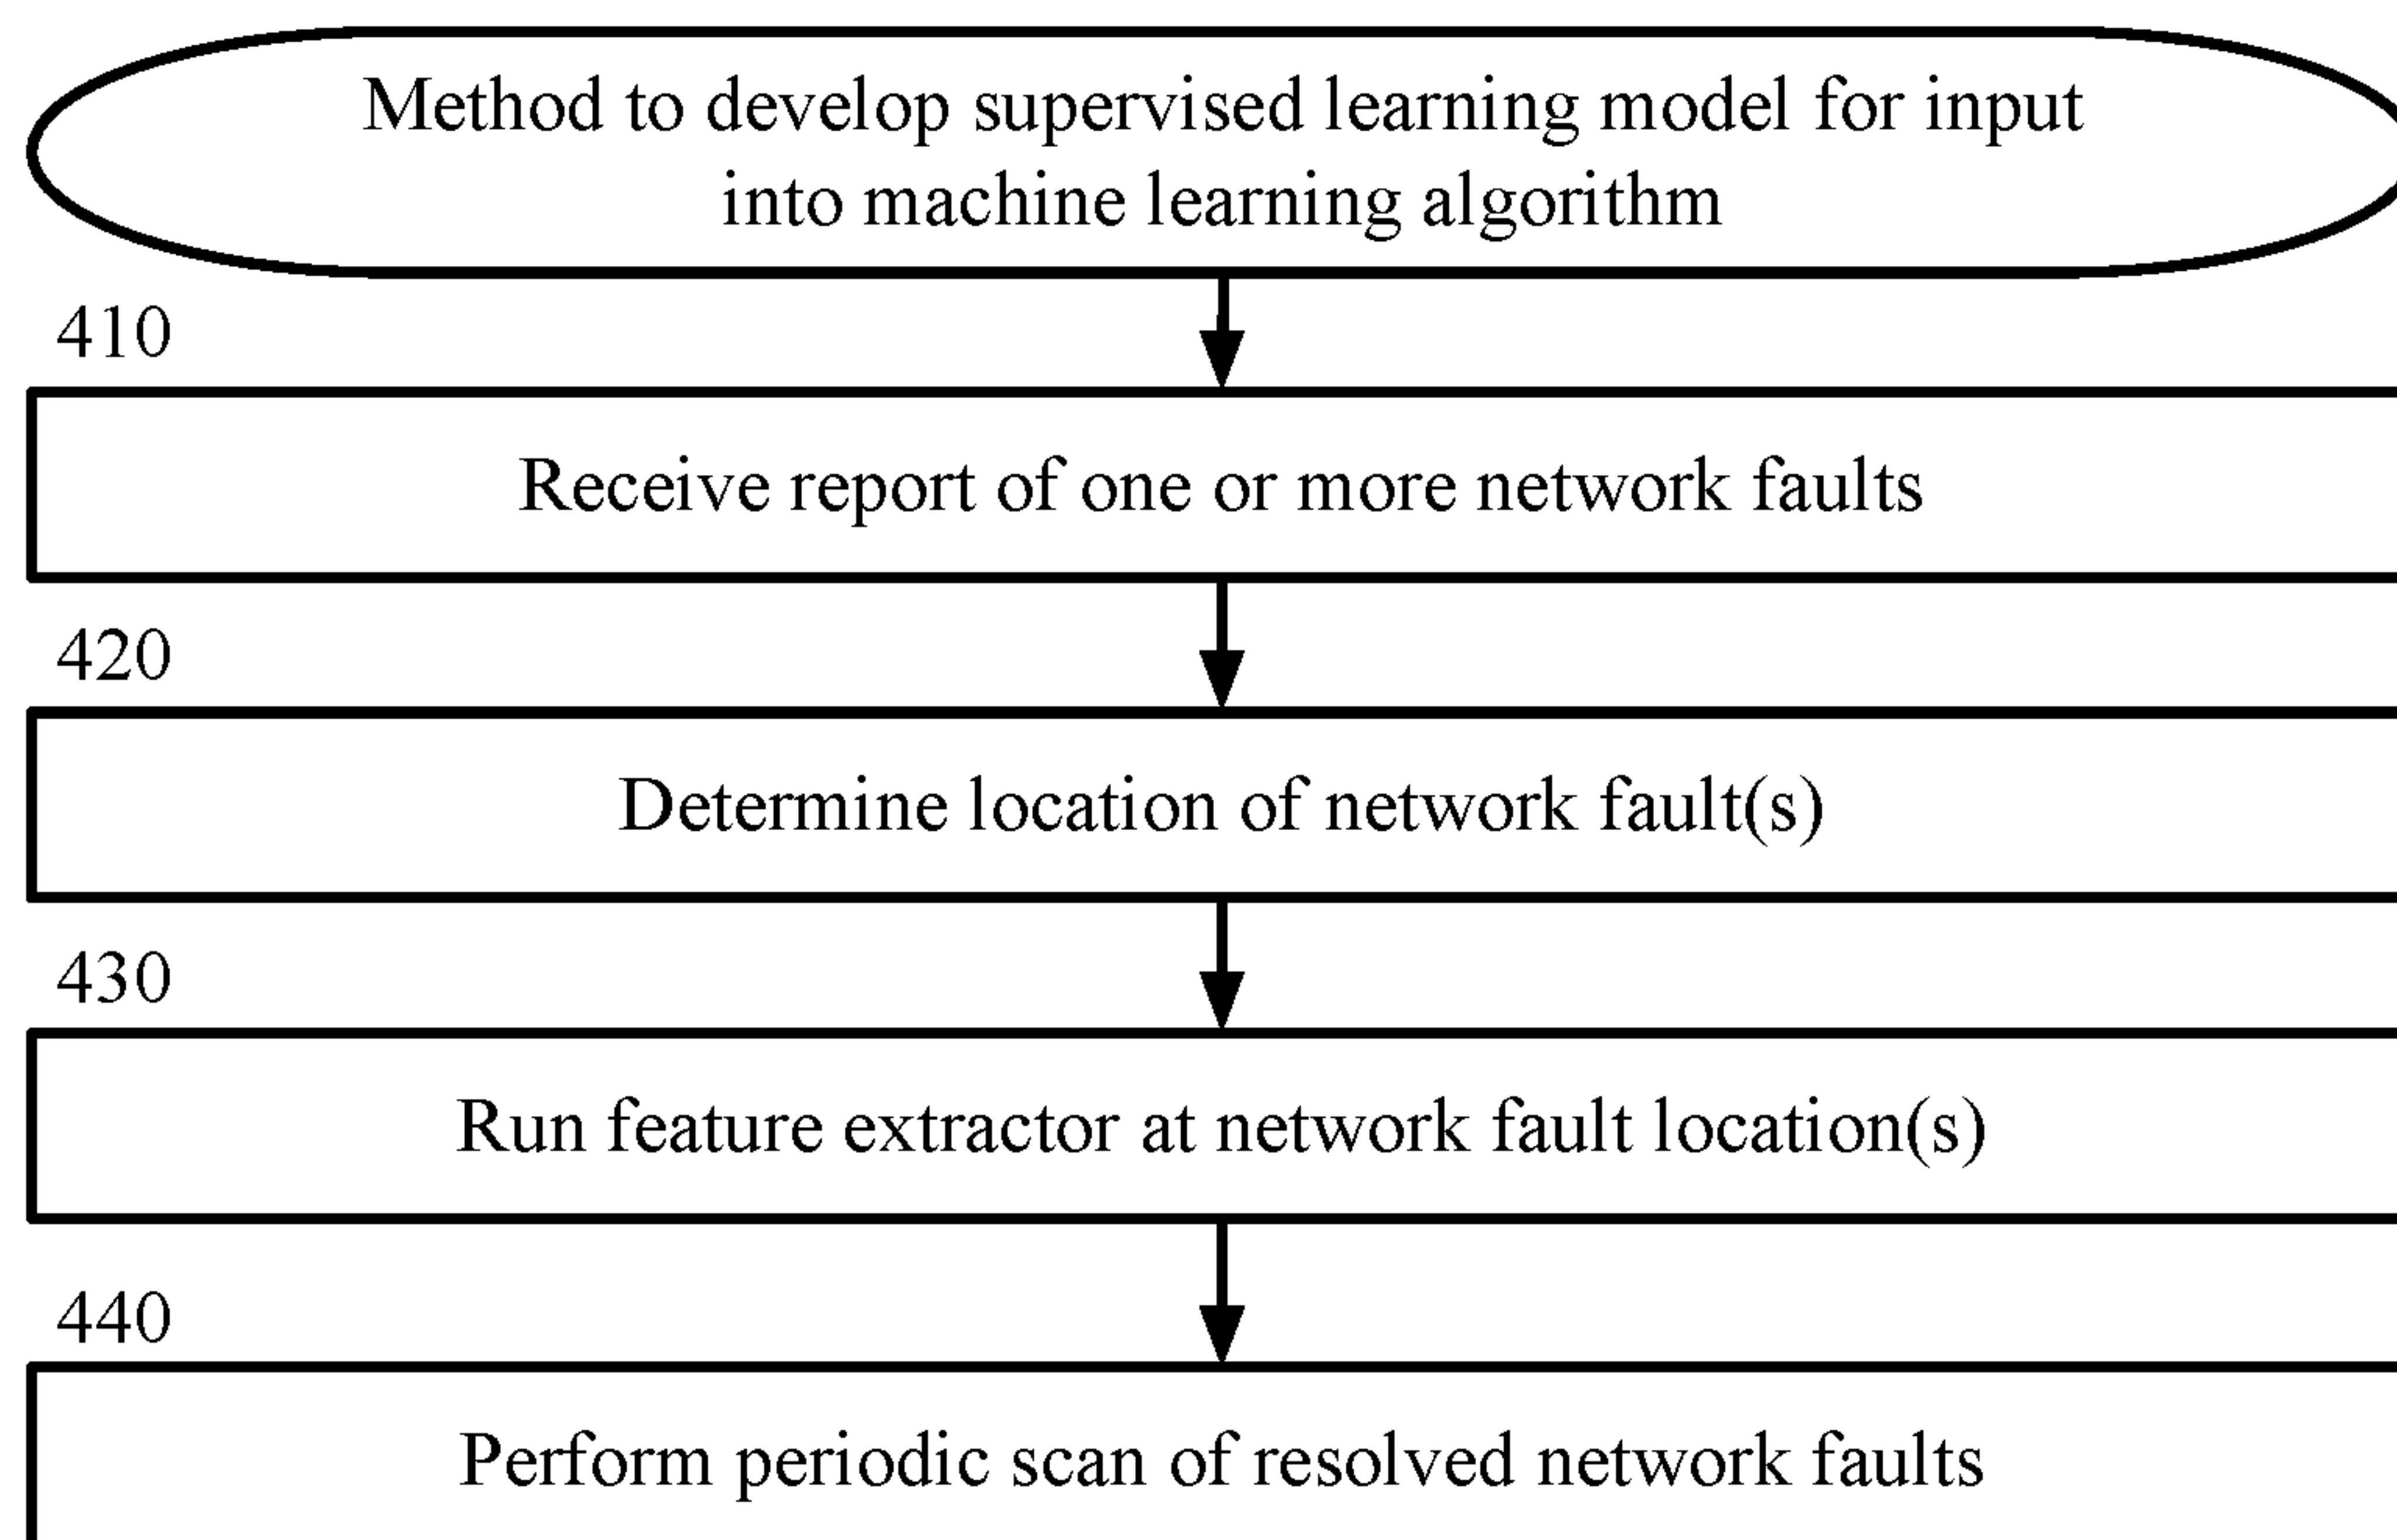 Method to develop supervised learning model for input
into machine learning algorithm
410
Receive report of one or more network faults
420
Determine location of network fault(s)
430
Run feature extractor at network fault location(s)
440
Perform periodic scan of resolved network faults